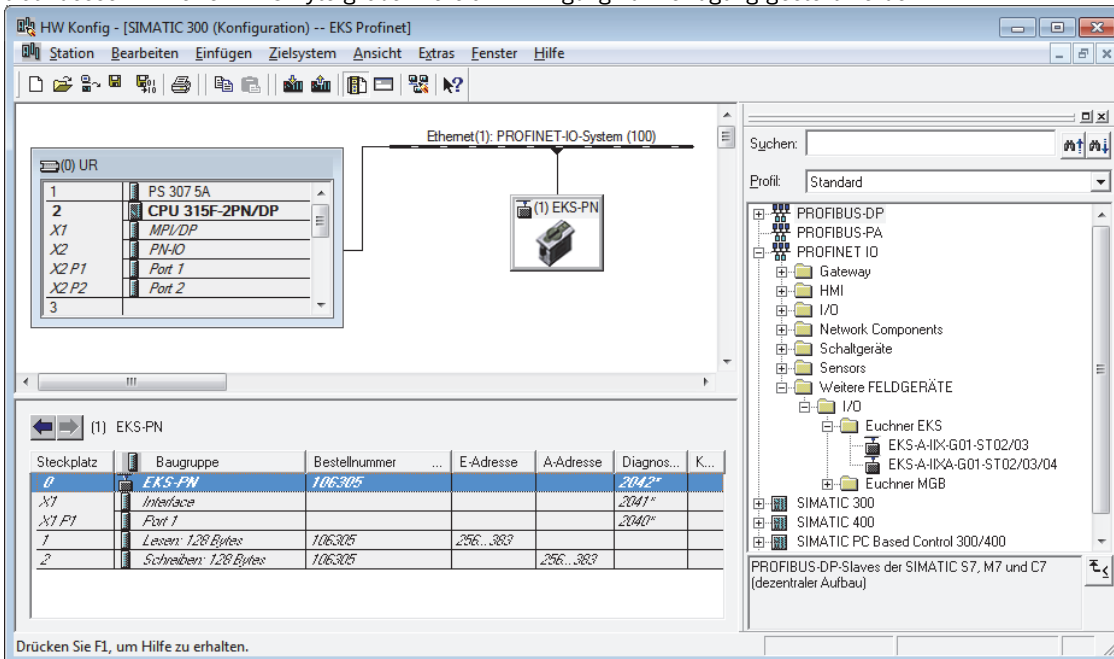 HW Konfig - [SIMATIC 300 (Konfiguration) -- EKS Profinet]
Station Bearbeiten Einfügen Zielsystem Ansicht Extras Fenster Hilfe
Ethernet(1): PROFINET-IO-System (100)
(0) UR
1 PS 307 5A
2 CPU 315F-2PN/DP
X1 MPI/DP
X2 PN-IO
X2 P1 Port 1
X2 P2 Port 2
3
(1) EKS-PN
Suchen:
Profil: Standard
PROFIBUS-DP
PROFIBUS-PA
PROFINET IO
Gateway
HMI
I/O
Network Components
Schaltgeräte
Sensors
Weitere FELDGERÄTE
I/O
Euchner EKS
EKS-A-IIX-G01-ST02/03
EKS-A-IIXA-G01-ST02/03/04
Euchner MGB
SIMATIC 300
SIMATIC 400
SIMATIC PC Based Control 300/400
PROFIBUS-DP-Slaves der SIMATIC S7, M7 und C7
(dezentraler Aufbau)
(1) EKS-PN
Steckplatz Baugruppe Bestellnummer ... E-Adresse A-Adresse Diagnos... K...
0 EKS-PN 106305 2042*
X1 Interface 2041*
X1 P1 Port 1 2040*
1 Lesen: 128 Bytes 106305 256...383
2 Schreiben: 128 Bytes 106305 256...383
Drücken Sie F1, um Hilfe zu erhalten.